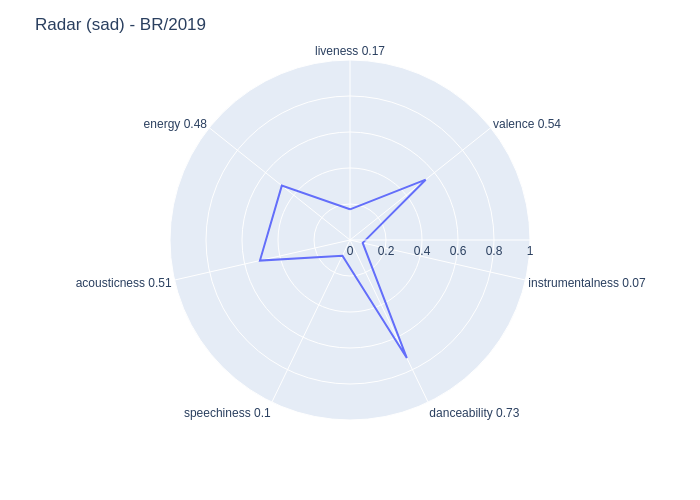 Radar (sad) - BR/2019
liveness 0.17
energy 0.48
valence 0.54
0 0.2 0.4 0.6 0.8 1
acousticness 0.51
instrumentalness 0.07
speechiness 0.1
danceability 0.73